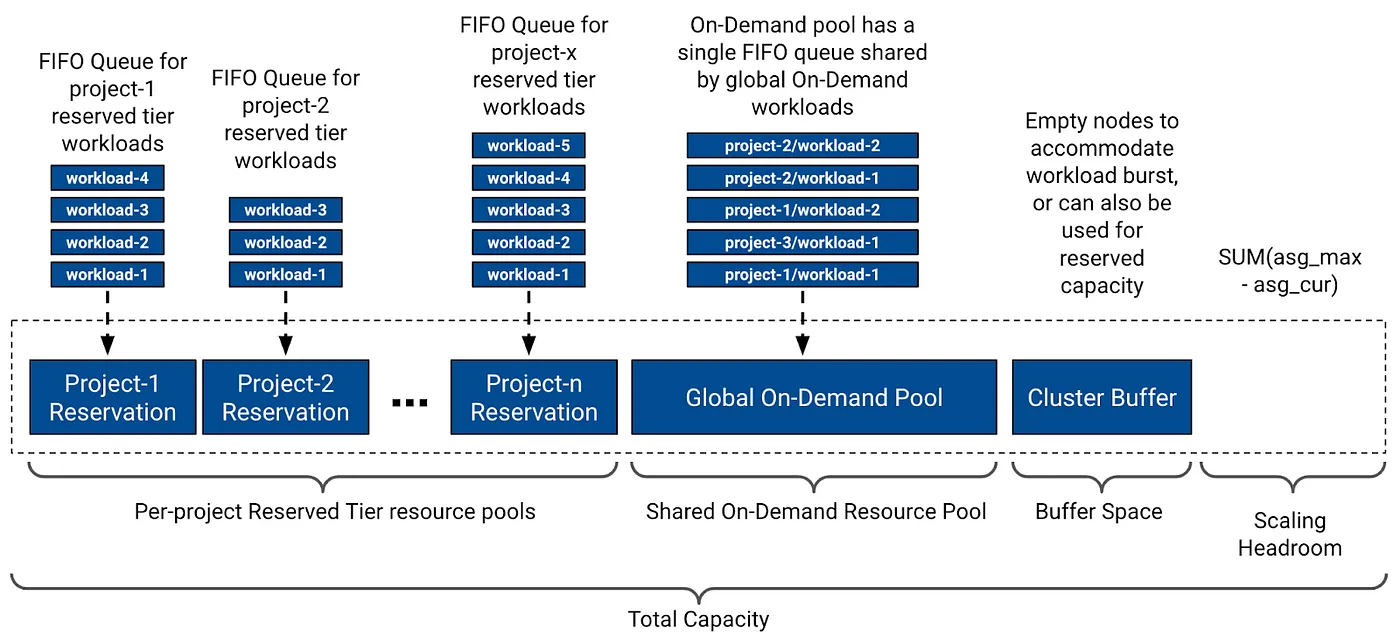 FIFO Queue for
project-1
reserved tier
workloads
workload-4
workload-3
workload-2
workload-1
FIFO Queue for
project-2
reserved tier
workloads
workload-3
workload-2
workload-1
FIFO Queue for
project-x
reserved tier
workloads
workload-5
workload-4
workload-3
workload-2
workload-1
On-Demand pool has a
single FIFO queue shared
by global On-Demand
workloads
project-2/workload-2
project-2/workload-1
project-1/workload-2
project-3/workload-1
project-1/workload-1
Empty nodes to
accommodate
workload burst,
or can also be
used for
reserved
capacity
SUM(asg_max
- asg_cur)
Project-1
Reservation
Project-2
Reservation
...
Project-n
Reservation
Global On-Demand Pool
Cluster Buffer
Per-project Reserved Tier resource pools
Shared On-Demand Resource Pool
Buffer Space
Scaling
Headroom
Total Capacity